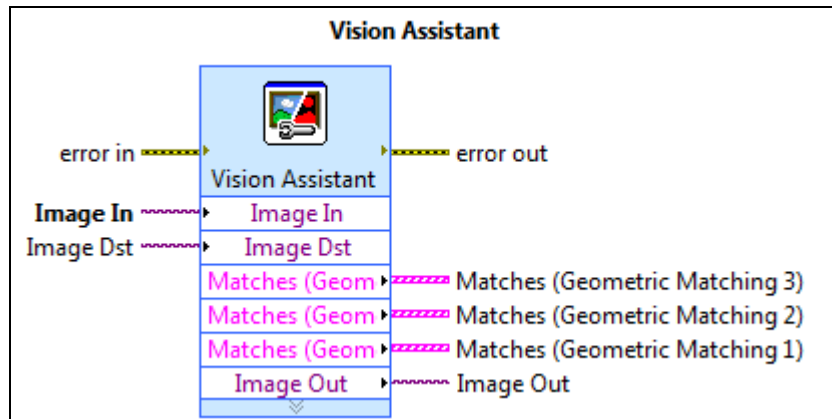 Vision Assistant
error in
error out
Vision Assistant
Image In
Image In
Image Dst
Image Dst
Matches (Geom
Matches (Geometric Matching 3)
Matches (Geom
Matches (Geometric Matching 2)
Matches (Geom
Matches (Geometric Matching 1)
Image Out
Image Out